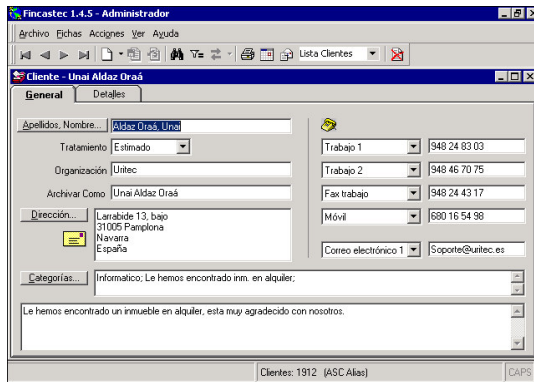 Fincastec 1.4.5 - Administrador
Archivo Fichas Acciones Ver Ayuda
Lista Clientes
Cliente - Unai Aldaz Oraá
General Detalles
Apellidos, Nombre... Aldaz Oraá, Unai
Tratamiento Estimado
Organización Uritec
Archivar Como Unai Aldaz Oraá
Dirección... Larrabide 13, bajo
31005 Pamplona
Navarra
España
Trabajo 1 948 24 83 03
Trabajo 2 948 46 70 75
Fax trabajo 948 24 43 17
Móvil 680 16 54 98
Correo electrónico 1 Soporte@uritec.es
Categorías... Informatico; Le hemos encontrado inm. en alquiler;
Le hemos encontrado un inmueble en alquiler, esta muy agradecido con nosotros.
Clientes: 1912 (ASC Alias) CAPS